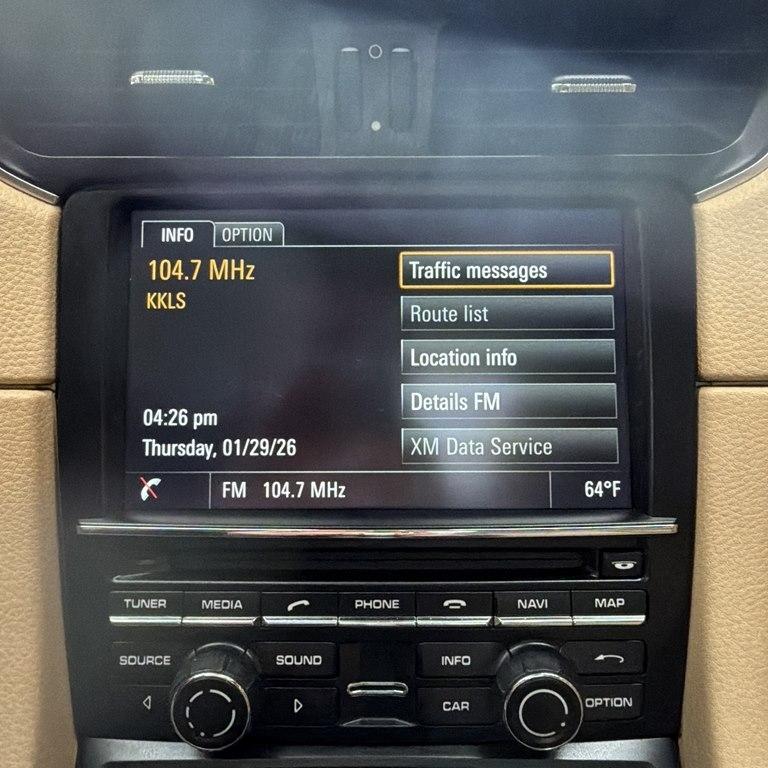 INFO OPTION
104.7 MHz
KKLS
Traffic messages
Route list
Location info
Details FM
XM Data Service
04:26 pm
Thursday, 01/29/26
FM 104.7 MHz 64°F
TUNER MEDIA PHONE NAVI MAP
SOURCE SOUND INFO
CAR OPTION